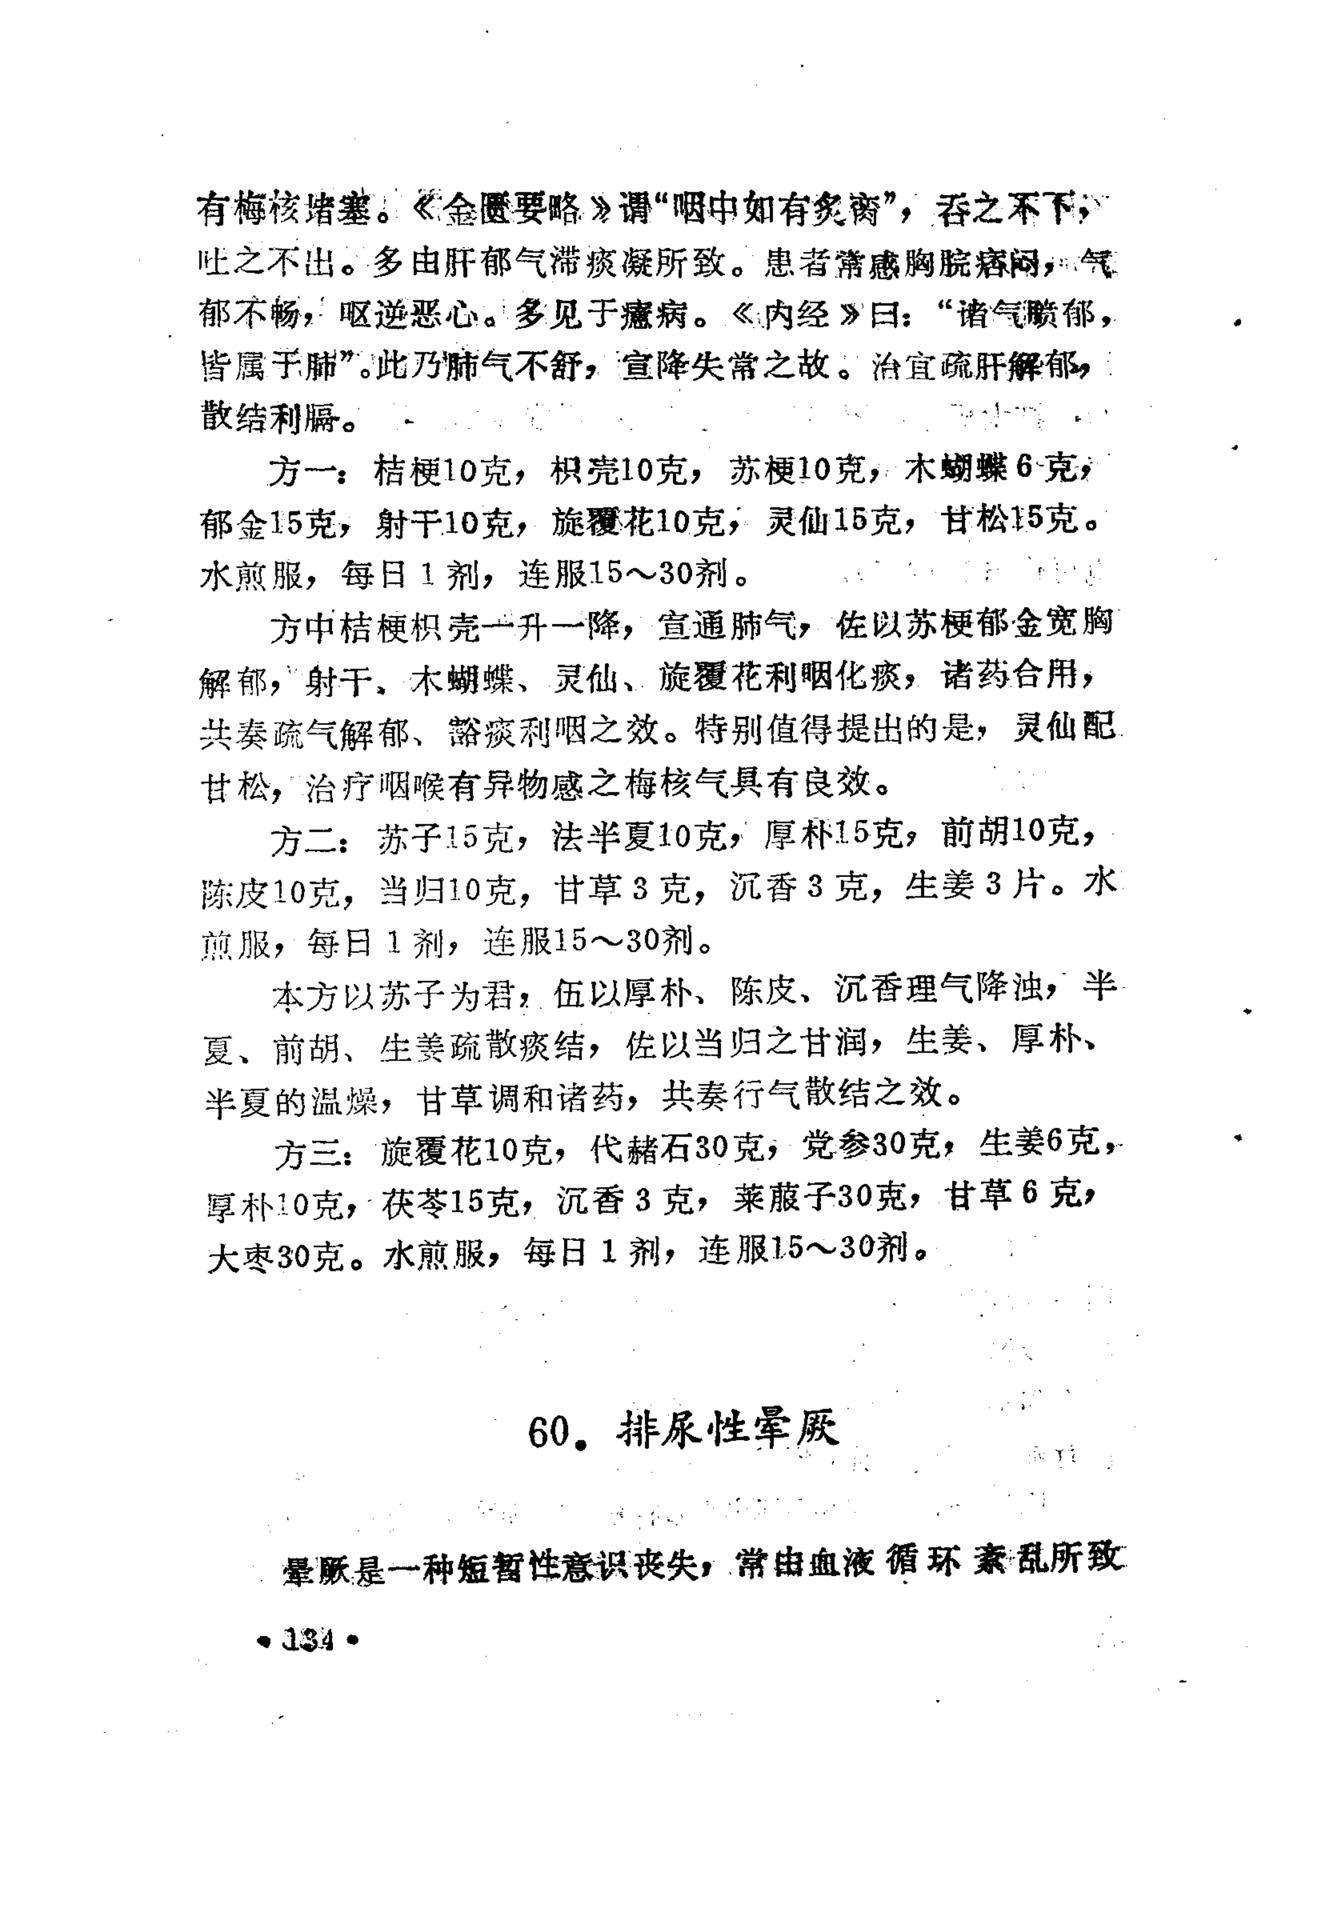 有梅核堵塞。《金匮要略》谓“咽中如有炙脔”，吞之不下，
吐之不出。多由肝郁气滞痰凝所致。患者常感胸脘痞闷，气
郁不畅，呕逆恶心。多见于癔病。《内经》曰：“诸气膹郁，
皆属于肺”。此乃肺气不舒，宣降失常之故。治宜疏肝解郁，
散结利膈。
方一：桔梗10克，枳壳10克，苏梗10克，木蝴蝶6克，
郁金15克，射干10克，旋覆花10克，灵仙15克，甘松15克。
水煎服，每日1剂，连服15～30剂。
方中桔梗枳壳一升一降，宣通肺气，佐以苏梗郁金宽胸
解郁，射干、木蝴蝶、灵仙、旋覆花利咽化痰，诸药合用，
共奏疏气解郁、豁痰利咽之效。特别值得提出的是，灵仙配
甘松，治疗咽喉有异物感之梅核气具有良效。
方二：苏子15克，法半夏10克，厚朴15克，前胡10克，
陈皮10克，当归10克，甘草3克，沉香3克，生姜3片。水
煎服，每日1剂，连服15～30剂。
本方以苏子为君，伍以厚朴、陈皮、沉香理气降浊，半
夏、前胡、生姜疏散痰结，佐以当归之甘润，生姜、厚朴、
半夏的温燥，甘草调和诸药，共奏行气散结之效。
方三：旋覆花10克，代赭石30克，党参30克，生姜6克，
厚朴10克，茯苓15克，沉香3克，莱菔子30克，甘草6克，
大枣30克。水煎服，每日1剂，连服15～30剂。
60．排尿性晕厥
晕厥是一种短暂性意识丧失，常由血液循环紊乱所致
•134•